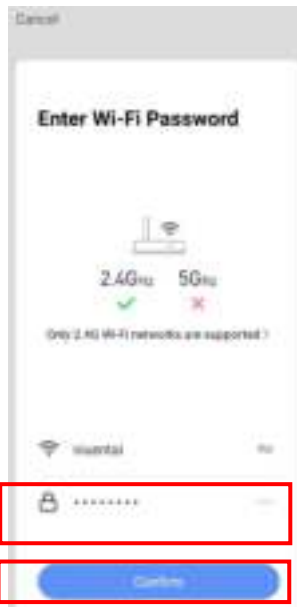 Cancel
Enter Wi-Fi Password
2.4GHz 5GHz
Only 2.4G Wi-Fi networks are supported >
........
Confirm